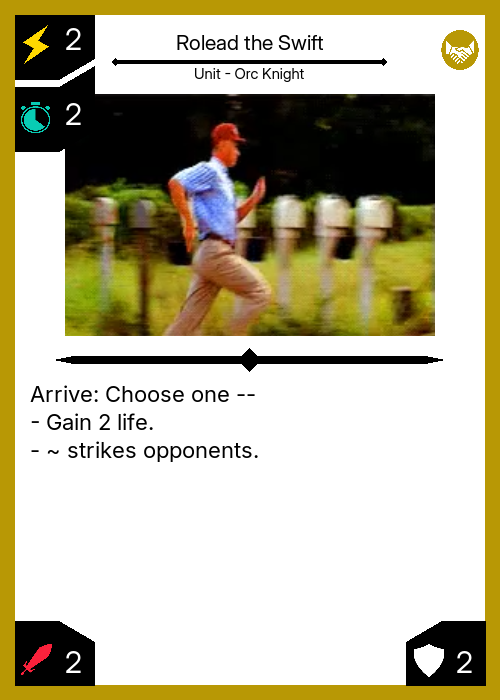 2
Rolead the Swift
Unit - Orc Knight
2
Arrive: Choose one --
- Gain 2 life.
- ~ strikes opponents.
2
2